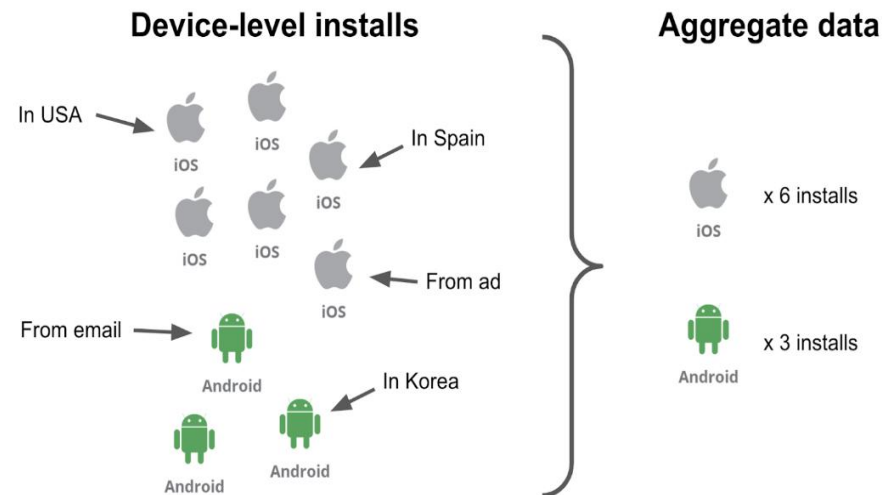 Device-level installs
Aggregate data
In USA
iOS
iOS
In Spain
iOS
iOS
iOS
From ad
iOS
From email
Android
In Korea
Android
Android
iOS
x 6 installs
Android
x 3 installs